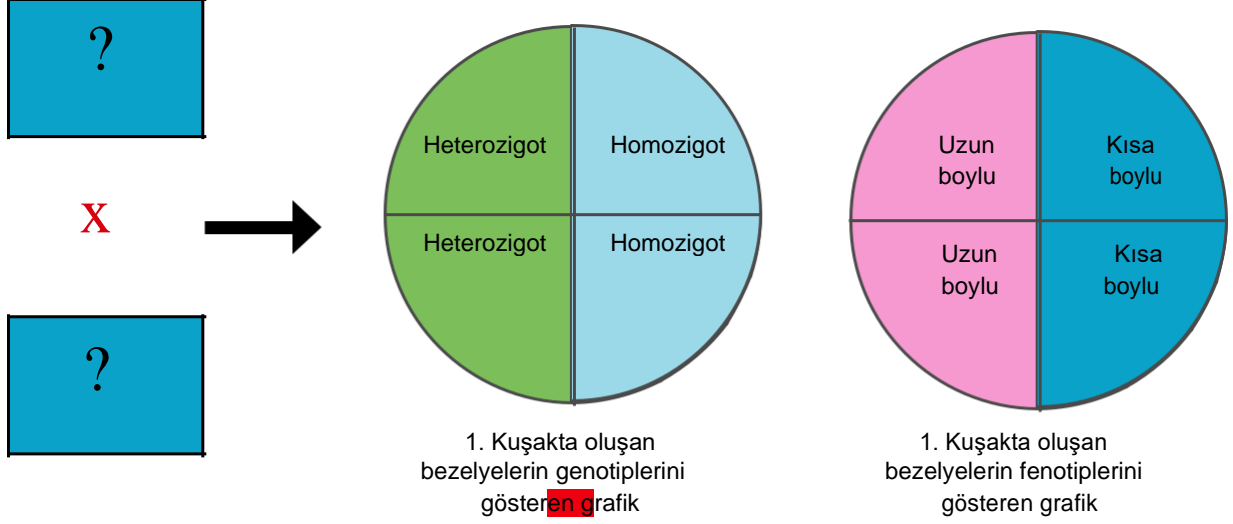 ?
X
?
Heterozigot
Homozigot
Heterozigot
Homozigot
1. Kuşakta oluşan
bezelyelerin genotiplerini
gösteren grafik
Uzun
boylu
Kısa
boylu
Uzun
boylu
Kısa
boylu
1. Kuşakta oluşan
bezelyelerin fenotiplerini
gösteren grafik